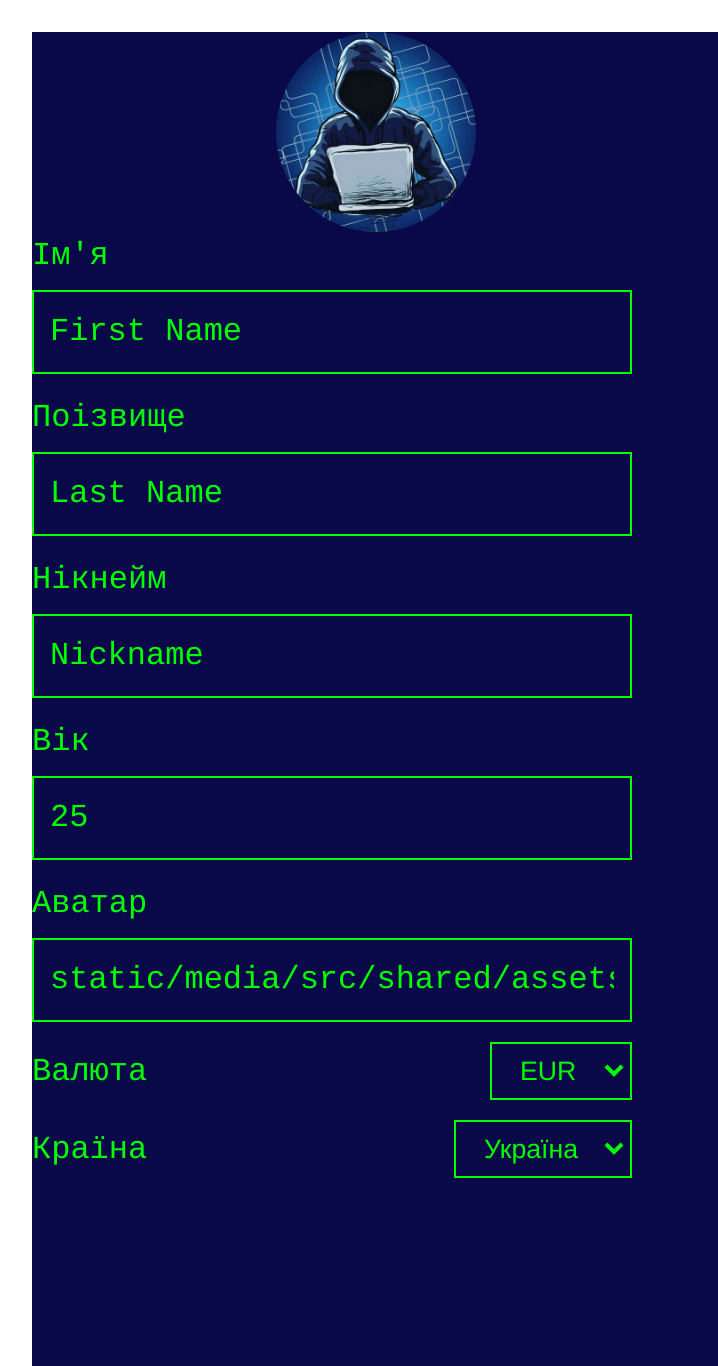 Ім'я
First Name
Поізвище
Last Name
Нікнейм
Nickname
Вік
25
Аватар
static/media/src/shared/assets
Валюта
EUR
Країна
Україна